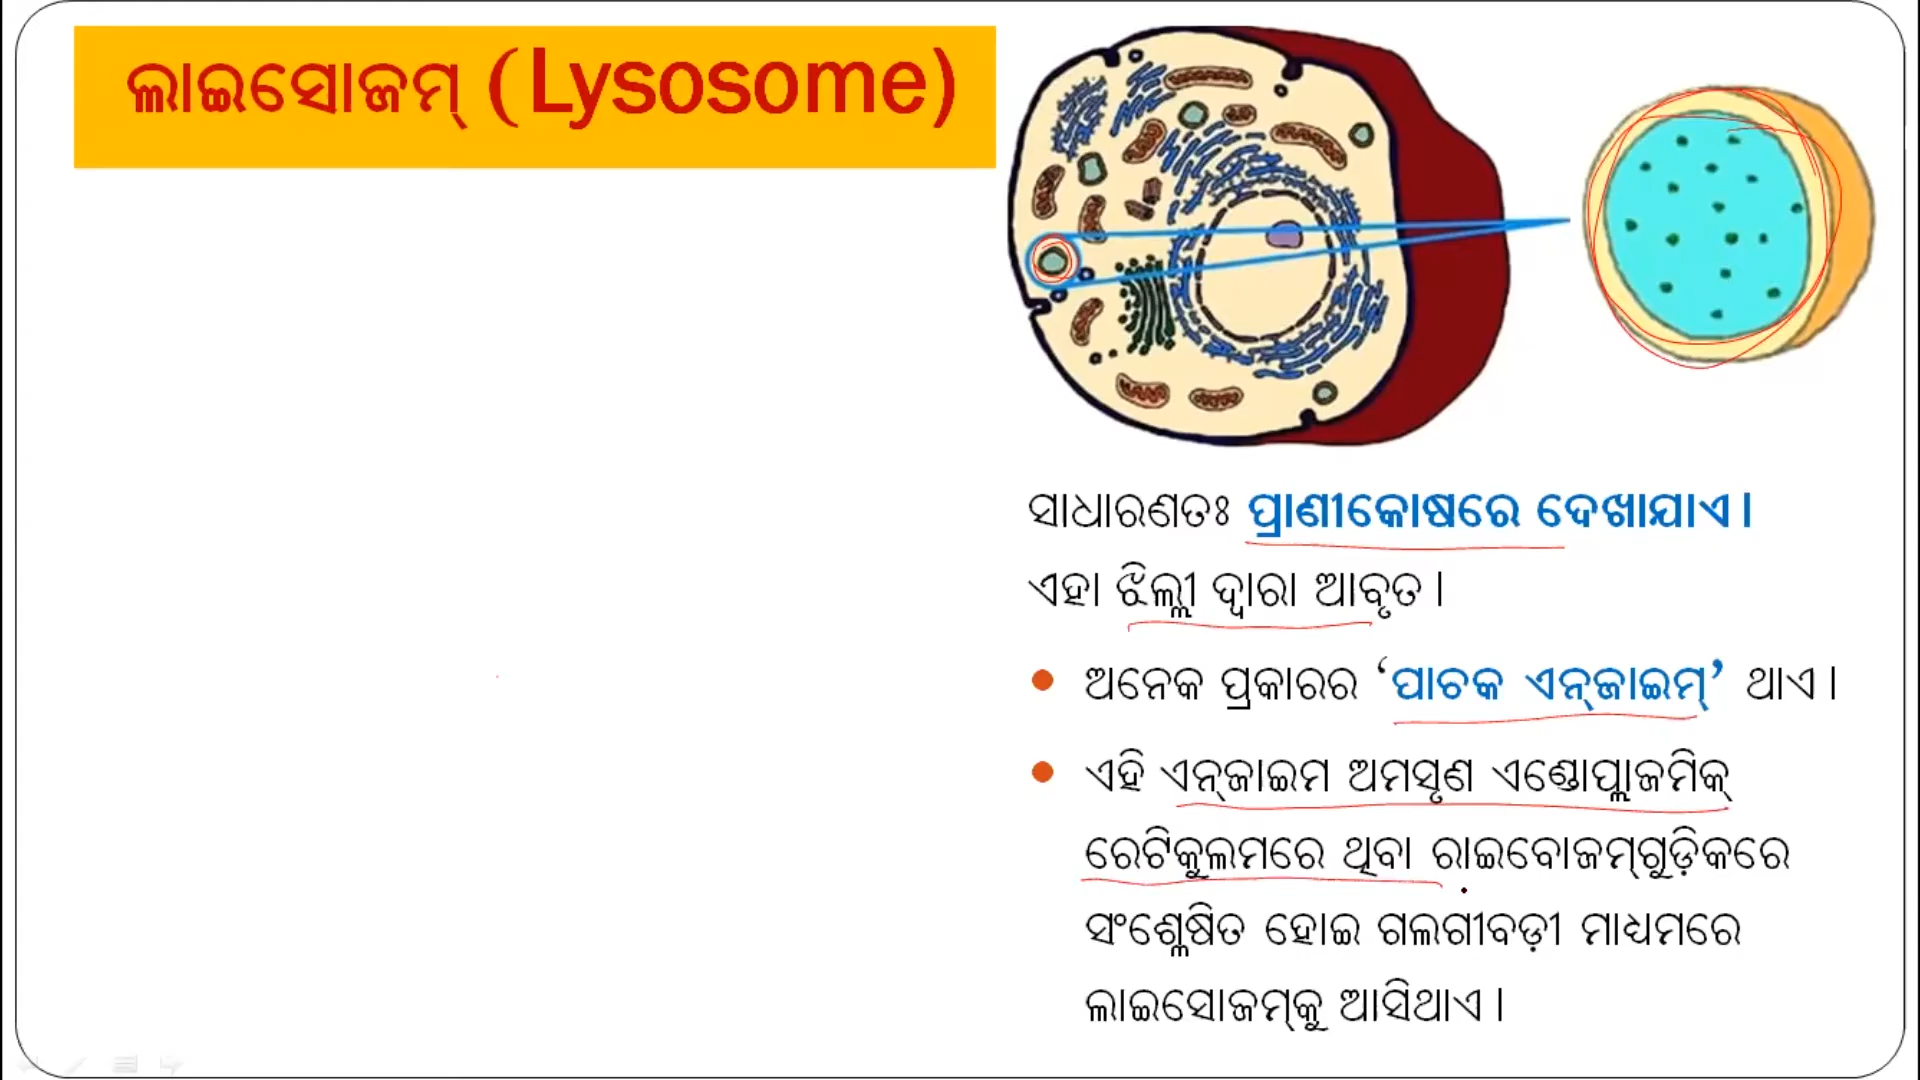 ଲାଇସୋଜମ୍ (Lysosome)
ସାଧାରଣତଃ ପ୍ରାଣୀକୋଷରେ ଦେଖାଯାଏ ।
ଏହା ଝିଲ୍ଲୀ ଦ୍ୱାରା ଆବୃତ ।
• ଅନେକ ପ୍ରକାରର ‘ପାଚକ ଏନ୍‌ଜାଇମ୍’ ଥାଏ ।
• ଏହି ଏନ୍‌ଜାଇମ ଅମସୃଣ ଏଣ୍ଡୋପ୍ଲାଜମିକ୍
ରେଟିକୁଲମରେ ଥିବା ରାଇବୋଜମ୍‌ଗୁଡ଼ିକରେ
ସଂଶ୍ଳେଷିତ ହୋଇ ଗଲଗୀବଡ଼ୀ ମାଧ୍ୟମରେ
ଲାଇସୋଜମ୍‌କୁ ଆସିଥାଏ ।